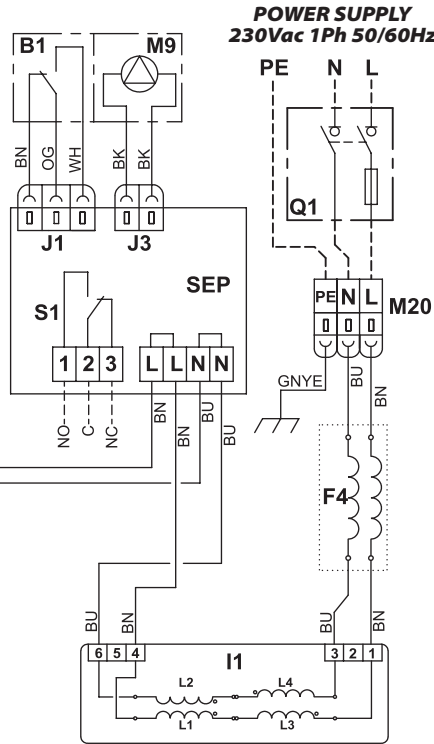 POWER SUPPLY
230Vac 1Ph 50/60Hz
B1
M9
PE N L
BN
OG
WH
BK
BK
Q1
J1
J3
SEP
PE N L
M20
S1
1 2 3
L L N N
GNYE
BU
BN
NO
C
NC
BN
BN
BU
BU
F4
BU
BN
BU
BN
6 5 4
I1
3 2 1
L2
L4
L1
L3